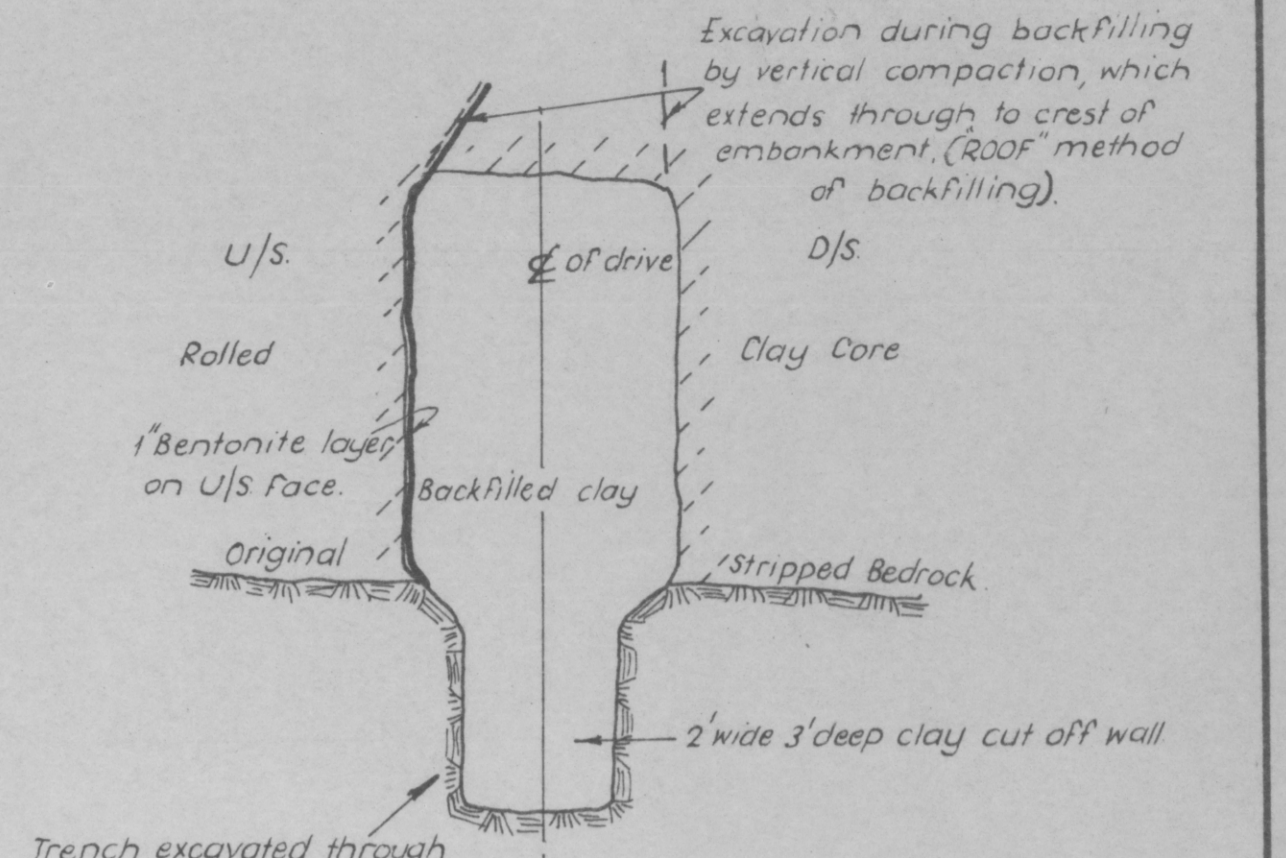 Excavation during backfilling
by vertical compaction, which
extends through to crest of
embankment. ("ROOF" method
of backfilling).
U/S.
℄ of drive
D/S.
Rolled
Clay Core
1" Bentonite layer
on U/S. face.
Backfilled clay
Original
Stripped Bedrock
2' wide 3' deep clay cut off wall
Trench excavated through